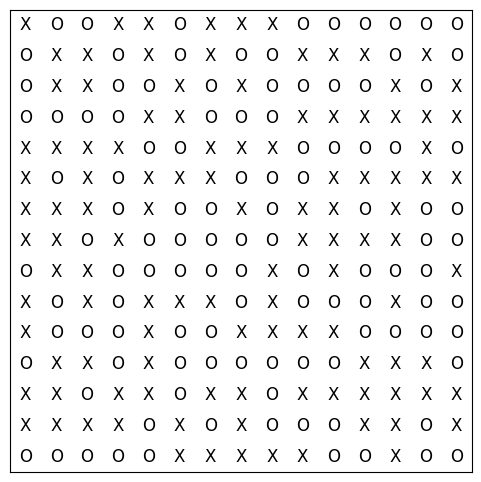 X O O X X O X X X O O O O O O
O X X O X O X O O X X X O X O
O X X O O X O X O O O O X O X
O O O O X X O O O X X X X X X
X X X X O O X X X O O O O X O
X O X O X X X O O O X X X X X
X X X O X O O X O X X O X O O
X X O X O O O O O X X X X O O
O X X O O O O O X O X O O O X
X O X O X X X O X O O O X O O
X O O O X O O X X X X O O O O
O X X O X O O O O O O X X X O
X X O X X O X X O X X X X X X
X X X X O X O X O O O X X O X
O O O O O X X X X X O O X O O